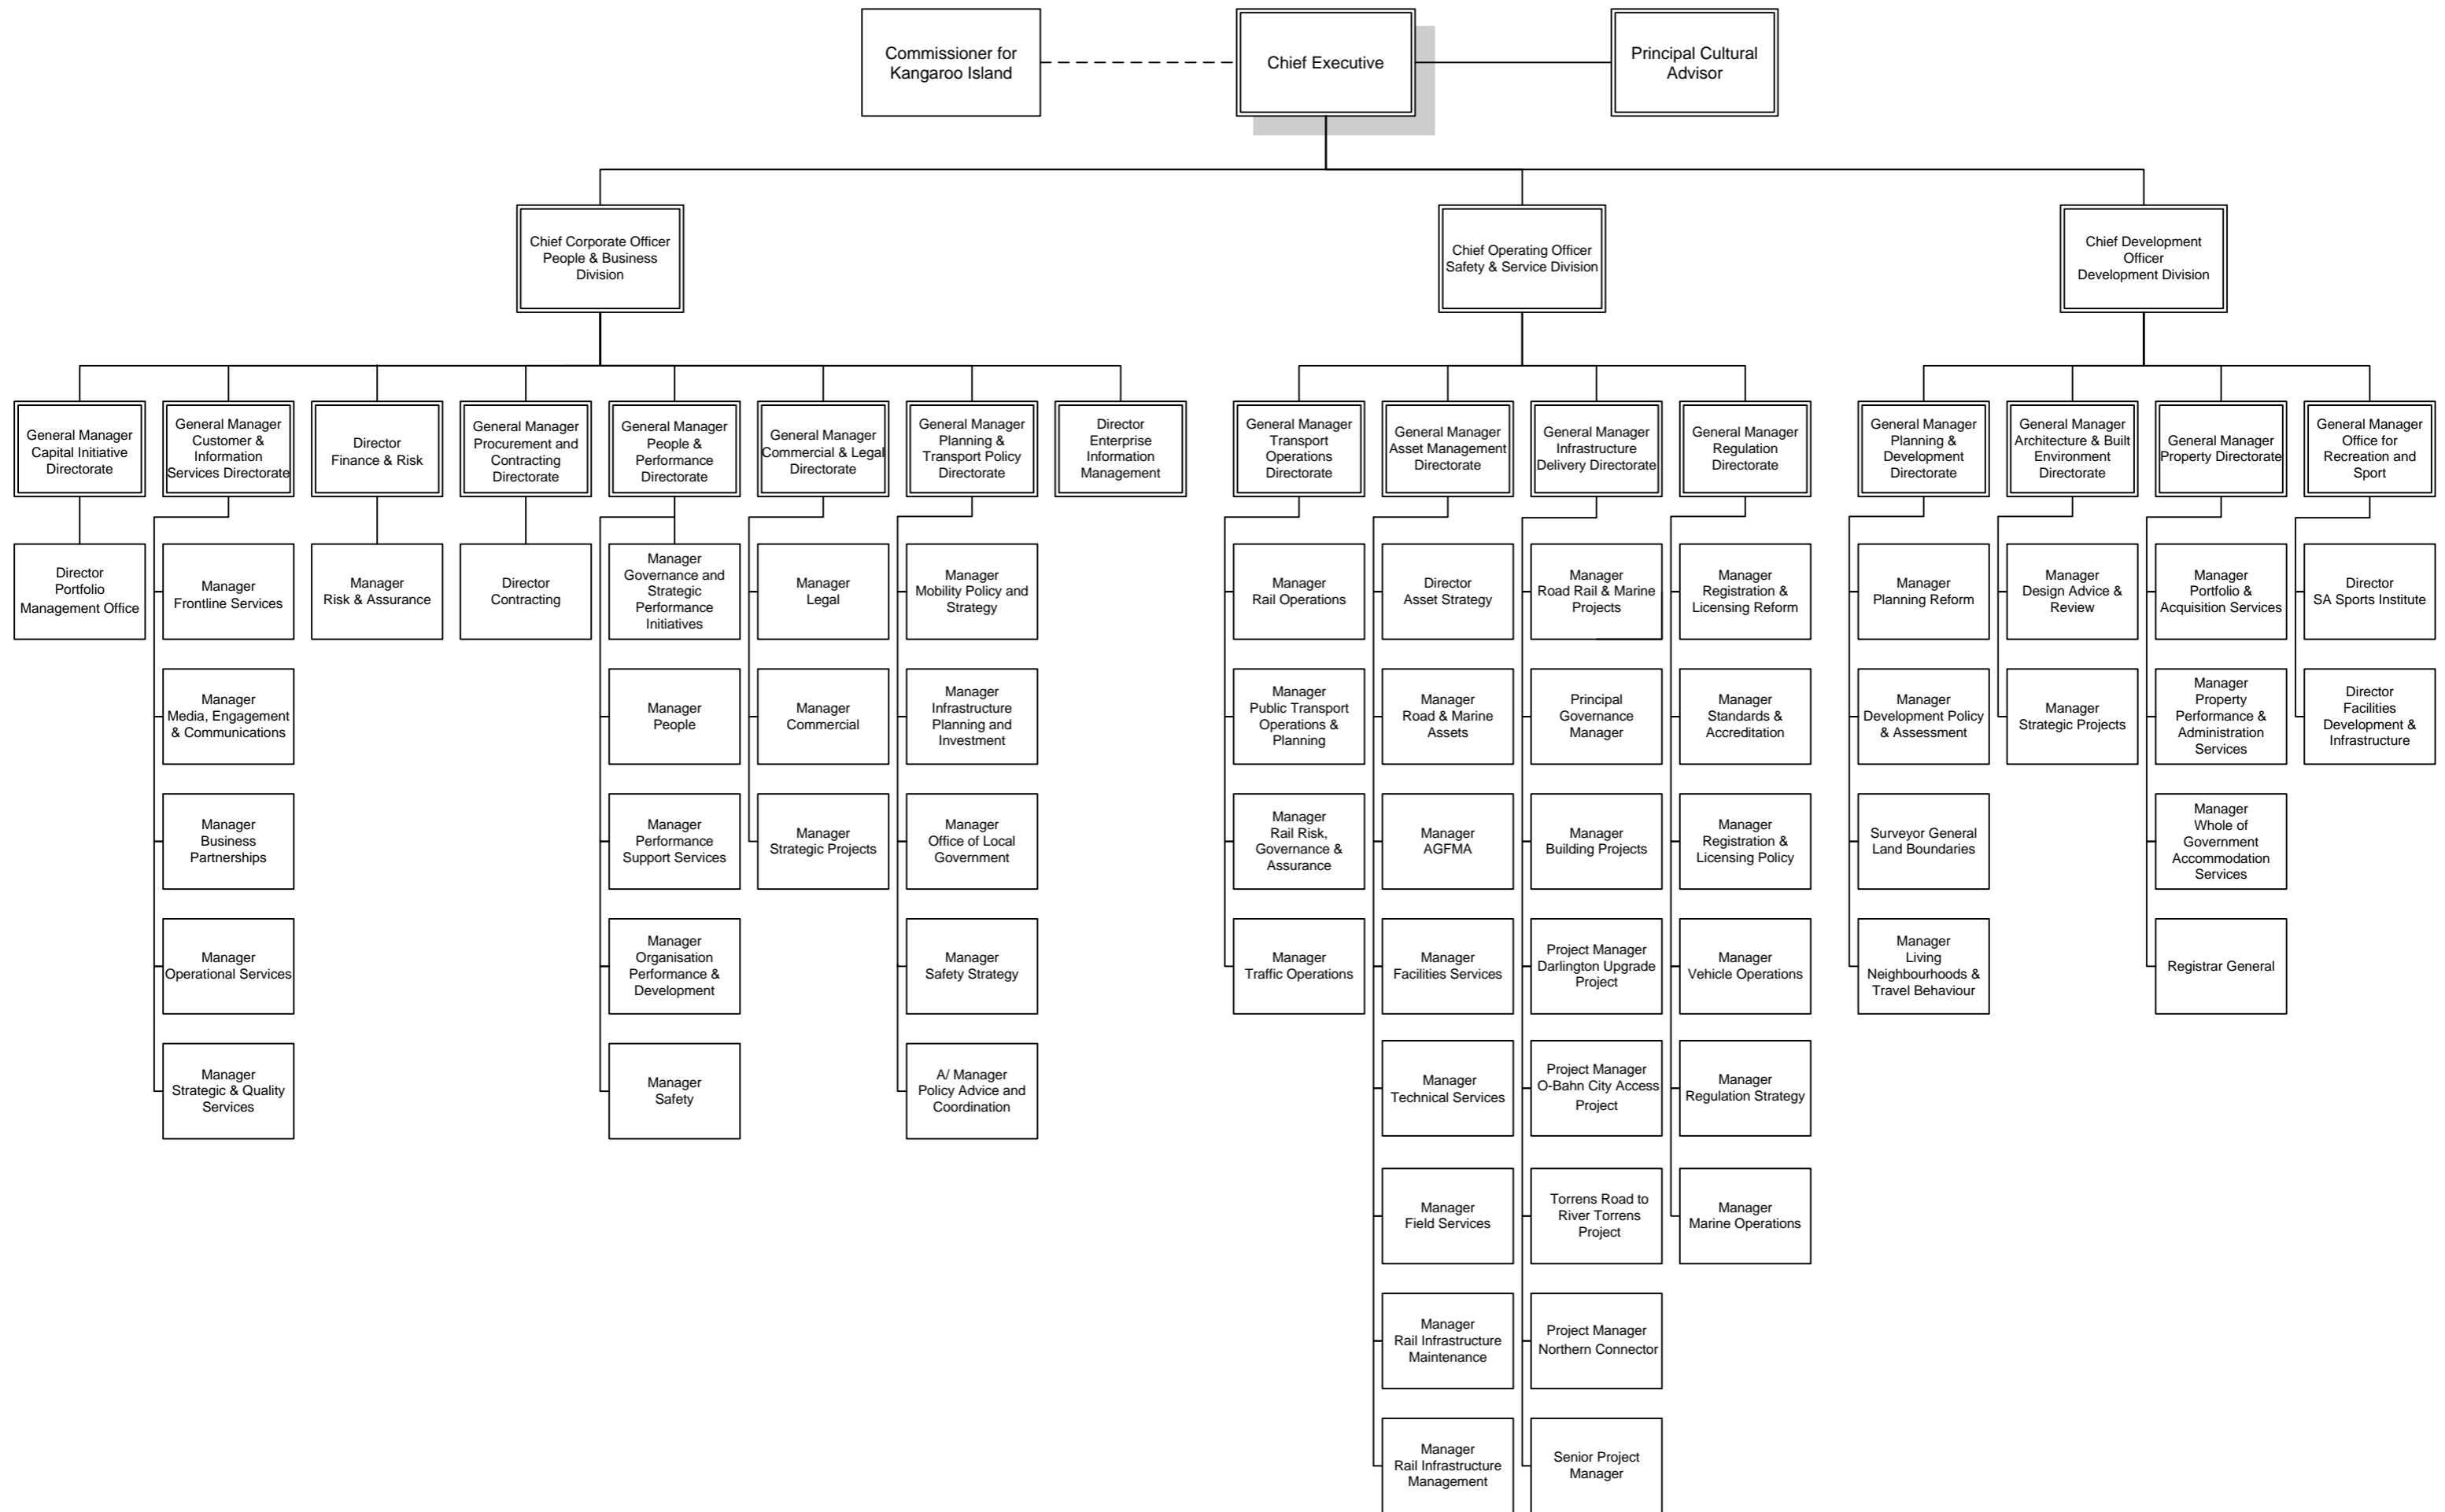 Commissioner for
Kangaroo Island
Chief Executive
Principal Cultural
Advisor
Chief Corporate Officer
People & Business
Division
Chief Operating Officer
Safety & Service Division
Chief Development
Officer
Development Division
General Manager
Capital Initiative
Directorate
General Manager
Customer &
Information
Services Directorate
Director
Finance & Risk
General Manager
Procurement and
Contracting
Directorate
General Manager
People &
Performance
Directorate
General Manager
Commercial & Legal
Directorate
General Manager
Planning &
Transport Policy
Directorate
Director
Enterprise
Information
Management
General Manager
Transport
Operations
Directorate
General Manager
Asset Management
Directorate
General Manager
Infrastructure
Delivery Directorate
General Manager
Regulation
Directorate
General Manager
Planning &
Development
Directorate
General Manager
Architecture & Built
Environment
Directorate
General Manager
Property Directorate
General Manager
Office for
Recreation and
Sport
Director
Portfolio
Management Office
Manager
Frontline Services
Manager
Risk & Assurance
Director
Contracting
Manager
Governance and
Strategic
Performance
Initiatives
Manager
Legal
Manager
Mobility Policy and
Strategy
Manager
Rail Operations
Director
Asset Strategy
Manager
Road Rail & Marine
Projects
Manager
Registration &
Licensing Reform
Manager
Planning Reform
Manager
Design Advice &
Review
Manager
Portfolio &
Acquisition Services
Director
SA Sports Institute
Manager
Media, Engagement
& Communications
Manager
People
Manager
Commercial
Manager
Infrastructure
Planning and
Investment
Manager
Public Transport
Operations &
Planning
Manager
Road & Marine
Assets
Principal
Governance
Manager
Manager
Standards &
Accreditation
Manager
Development Policy
& Assessment
Manager
Strategic Projects
Manager
Property
Performance &
Administration
Services
Director
Facilities
Development &
Infrastructure
Manager
Business
Partnerships
Manager
Performance
Support Services
Manager
Strategic Projects
Manager
Office of Local
Government
Manager
Rail Risk,
Governance &
Assurance
Manager
AGFMA
Manager
Building Projects
Manager
Registration &
Licensing Policy
Surveyor General
Land Boundaries
Manager
Whole of
Government
Accommodation
Services
Manager
Operational Services
Manager
Organisation
Performance &
Development
Manager
Safety Strategy
Manager
Traffic Operations
Manager
Facilities Services
Project Manager
Darlington Upgrade
Project
Manager
Vehicle Operations
Manager
Living
Neighbourhoods &
Travel Behaviour
Registrar General
Manager
Strategic & Quality
Services
Manager
Safety
A/ Manager
Policy Advice and
Coordination
Manager
Technical Services
Project Manager
O-Bahn City Access
Project
Manager
Regulation Strategy
Manager
Field Services
Torrens Road to
River Torrens
Project
Manager
Marine Operations
Manager
Rail Infrastructure
Maintenance
Project Manager
Northern Connector
Manager
Rail Infrastructure
Management
Senior Project
Manager